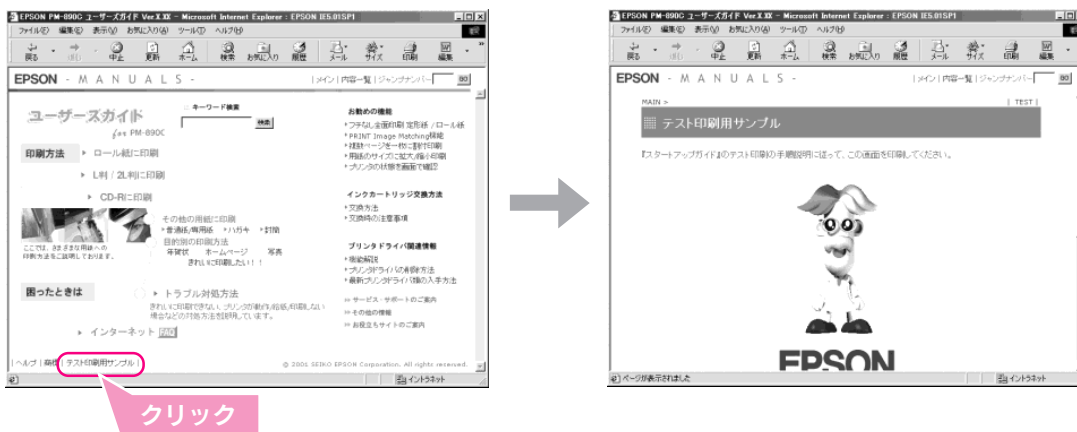 EPSON PM-890C ユーザーズガイド Ver.X.XX - Microsoft Internet Explorer : EPSON IE5.01SP1
ファイル(F) 編集(E) 表示(V) お気に入り(A) ツール(T) ヘルプ(H)
戻る 進む 中止 更新 ホーム 検索 お気に入り 履歴 メール サイズ 印刷 編集
EPSON - M A N U A L S - | メイン | 内容一覧 | ジャンプナンバー GO
ユーザーズガイド
for PM-890C
キーワード検索
検索
印刷方法 ロール紙に印刷
L判 / 2L判に印刷
CD-Rに印刷
その他の用紙に印刷
普通紙/専用紙 ハガキ 封筒
目的別の印刷方法
年賀状 ホームページ 写真
きれいに印刷したい！！
ここでは、さまざまな用紙への
印刷方法をご説明しております。
困ったときは トラブル対処方法
きれいに印刷できない、プリンタが動作/給紙/印刷しない
場合などの対処方法を説明しています。
インターネット FAQ
お勧めの機能
フチなし全面印刷 定形紙 / ロール紙
PRINT Image Matching機能
複数ページを一枚に割付印刷
用紙のサイズに拡大/縮小印刷
プリンタの状態を画面で確認
インクカートリッジ交換方法
交換方法
交換時の注意事項
プリンタドライバ関連情報
機能解説
プリンタドライバの削除方法
最新プリンタドライバ類の入手方法
サービス・サポートのご案内
その他の情報
お役立ちサイトのご案内
| ヘルプ | 商標 | テスト印刷用サンプル |
© 2001 SEIKO EPSON Corporation. All rights reserved.
イントラネット
クリック
EPSON PM-890C ユーザーズガイド Ver.X.XX - Microsoft Internet Explorer : EPSON IE5.01SP1
ファイル(F) 編集(E) 表示(V) お気に入り(A) ツール(T) ヘルプ(H)
戻る 進む 中止 更新 ホーム 検索 お気に入り 履歴 メール サイズ 印刷 編集
EPSON - M A N U A L S - | メイン | 内容一覧 | ジャンプナンバー GO
MAIN > | TEST |
テスト印刷用サンプル
『スタートアップガイド』のテスト印刷の手順説明に従って、この画面を印刷してください。
EPSON
ページが表示されました イントラネット